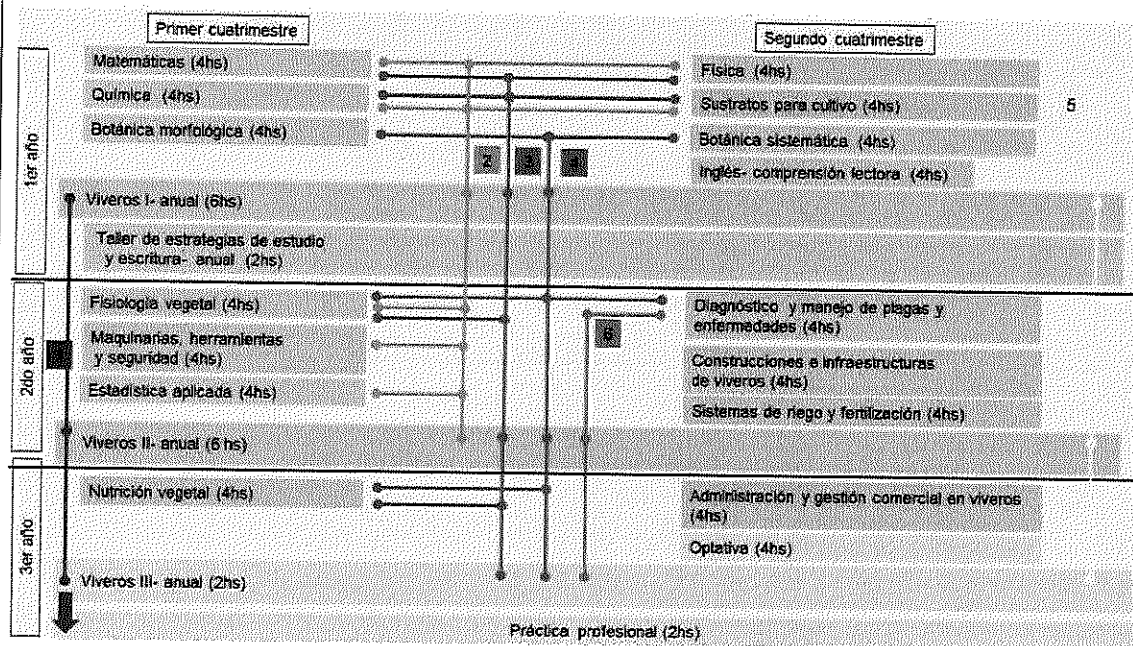 Primer cuatrimestre
Segundo cuatrimestre
1er año
Matemáticas (4hs)
Física (4hs)
Química (4hs)
Sustratos para cultivo (4hs)
5
Botánica morfológica (4hs)
Botánica sistemática (4hs)
2
3
4
Inglés- comprensión lectora (4hs)
Viveros I- anual (6hs)
Taller de estrategias de estudio
y escritura- anual (2hs)
2do año
Fisiología vegetal (4hs)
Diagnóstico y manejo de plagas y
enfermedades (4hs)
6
Maquinarias, herramientas
y seguridad (4hs)
Construcciones e infraestructuras
de viveros (4hs)
Estadística aplicada (4hs)
Sistemas de riego y fertilización (4hs)
Viveros II- anual (6 hs)
3er año
Nutrición vegetal (4hs)
Administración y gestión comercial en viveros
(4hs)
Optativa (4hs)
Viveros III- anual (2hs)
Práctica profesional (2hs)